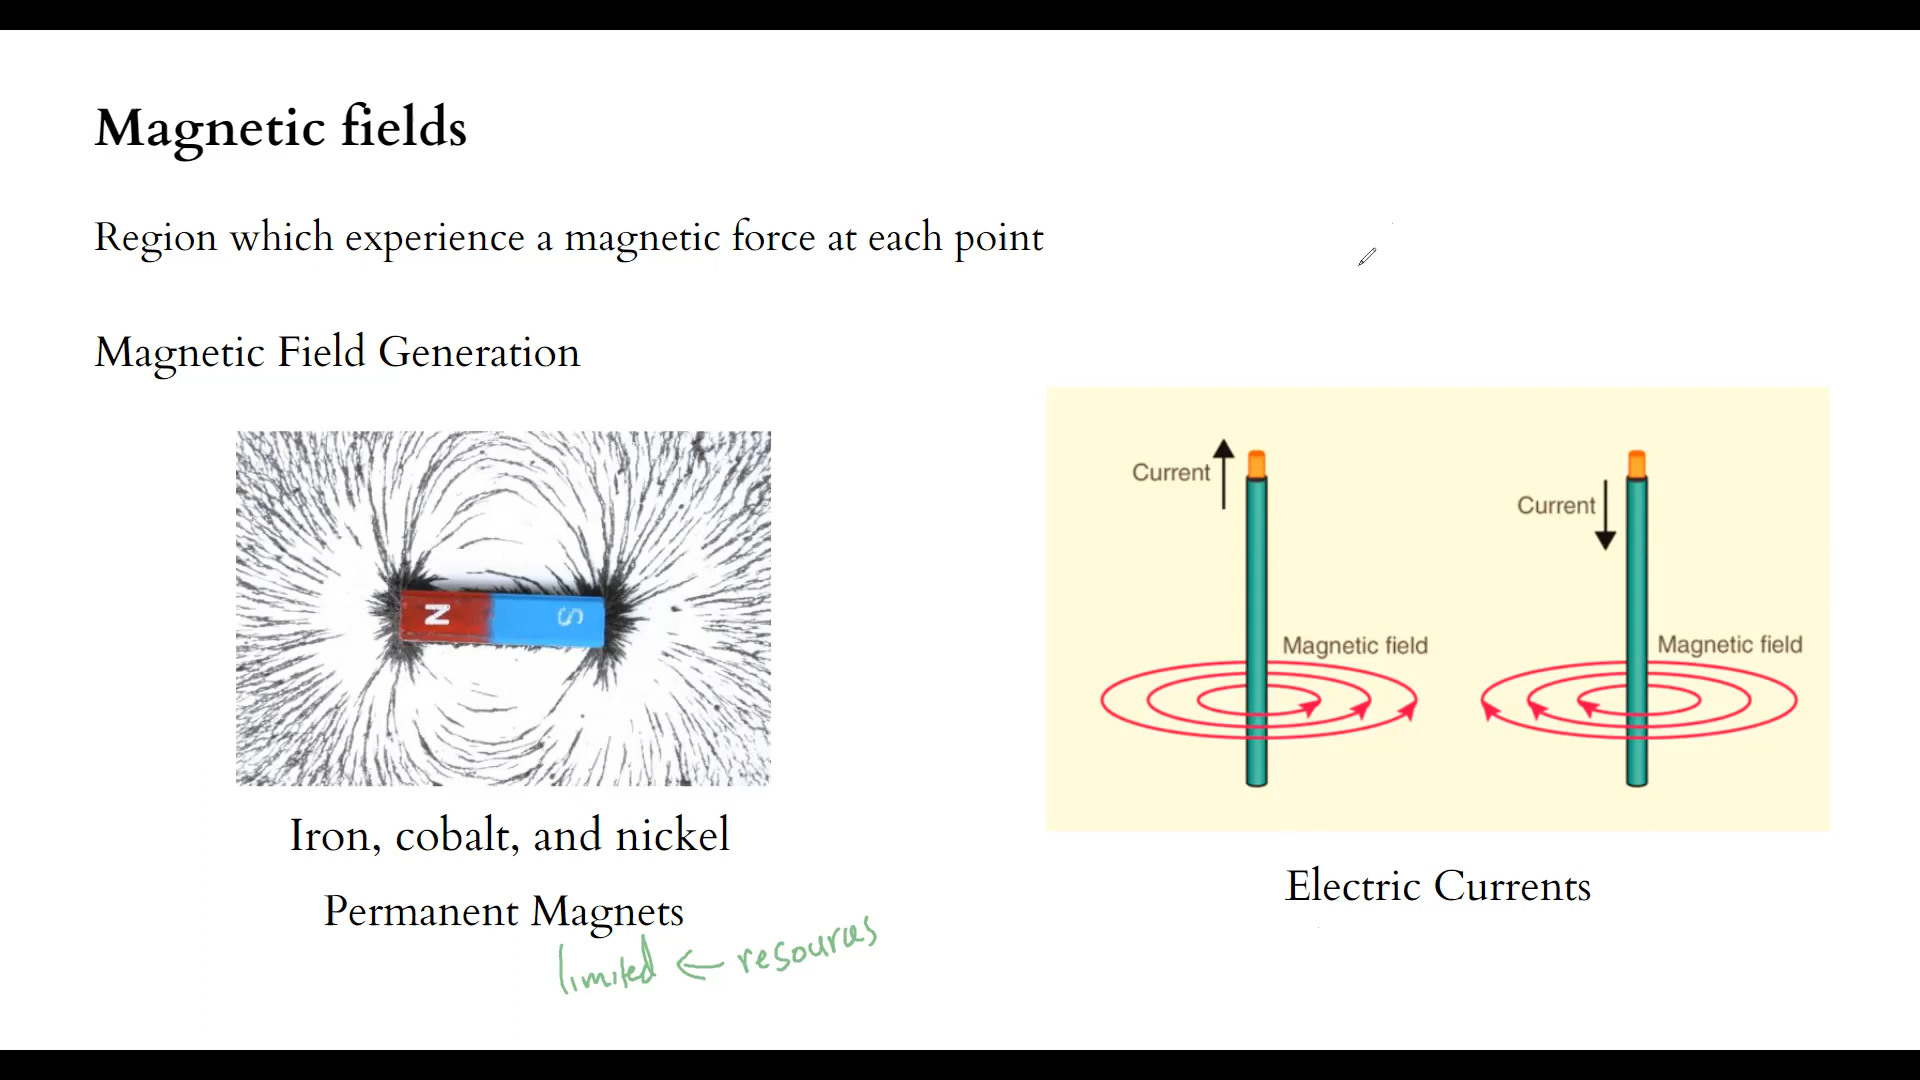 Magnetic fields
Region which experience a magnetic force at each point
Magnetic Field Generation
N S
Iron, cobalt, and nickel
Permanent Magnets
limited ← resources
Current
Current
Magnetic field
Magnetic field
Electric Currents